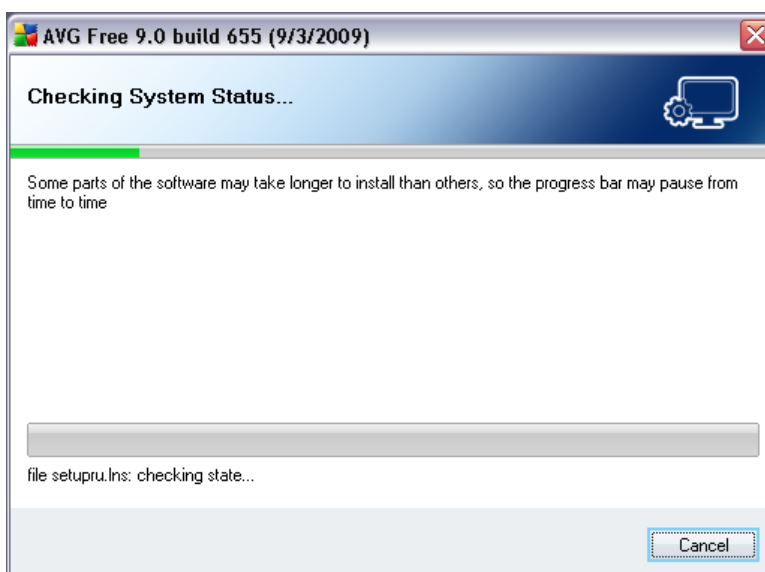 AVG Free 9.0 build 655 (9/3/2009)
Checking System Status...
Some parts of the software may take longer to install than others, so the progress bar may pause from
time to time
file setupru.lns: checking state...
Cancel